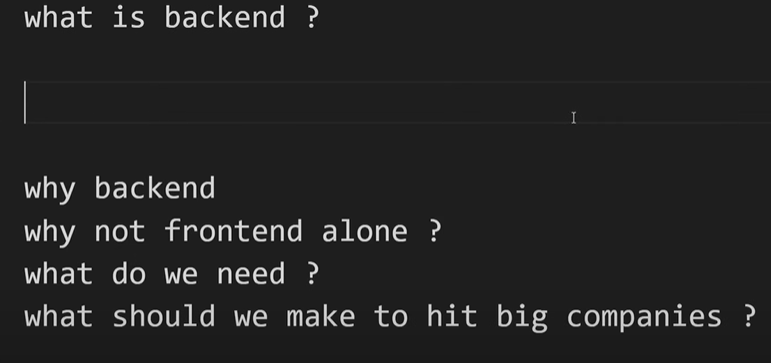 what is backend ?
why backend
why not frontend alone ?
what do we need ?
what should we make to hit big companies ?